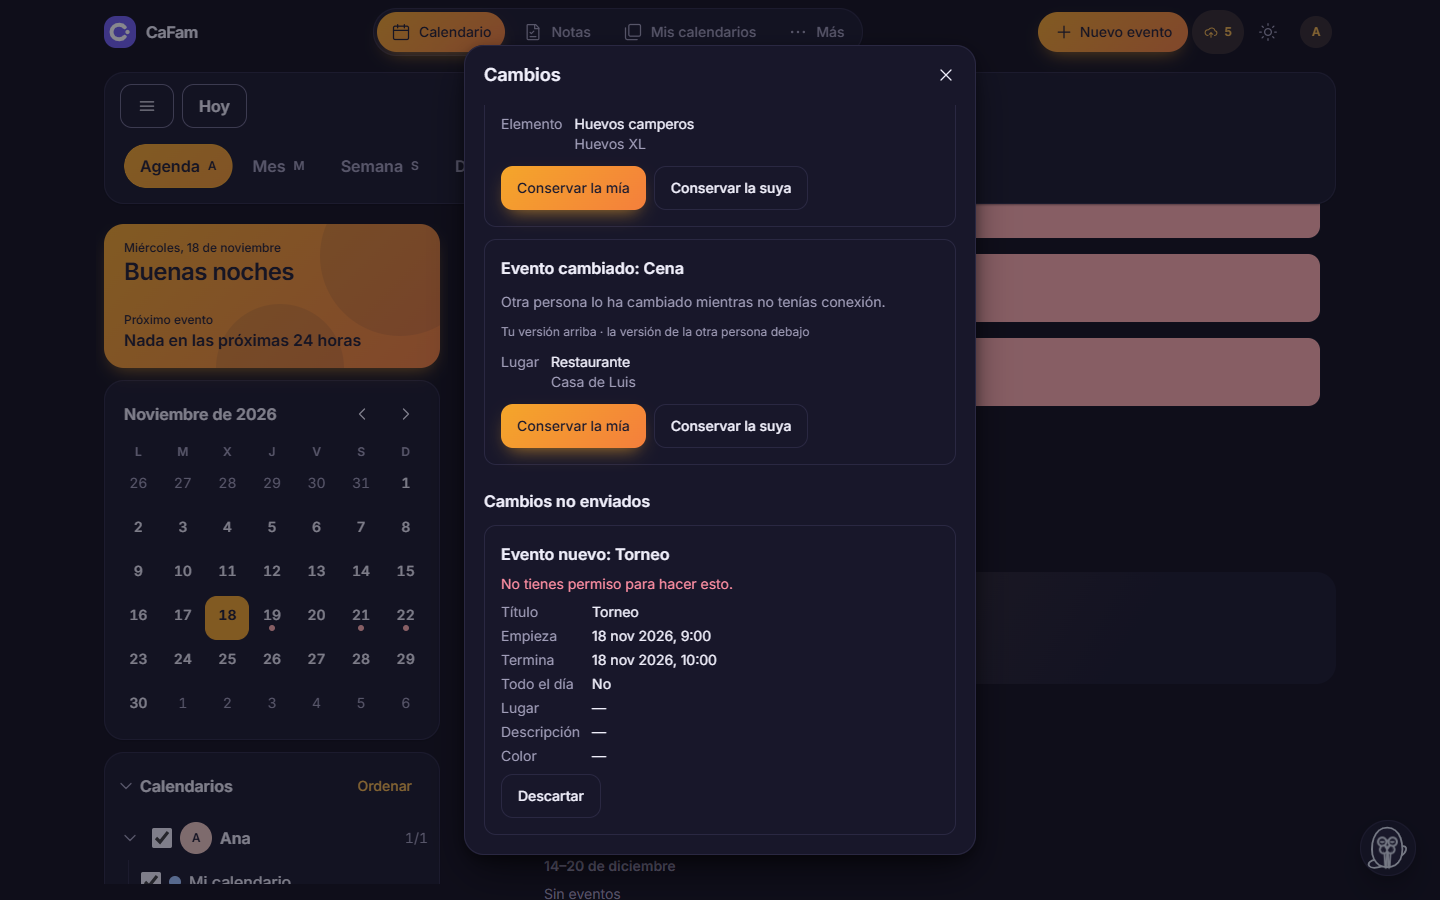 CaFam
Calendario
Notas
Mis calendarios
Más
Nuevo evento
5
A
Cambios
Hoy
Agenda A
Mes M
Semana S
D
Elemento Huevos camperos
Huevos XL
Conservar la mía
Conservar la suya
Miércoles, 18 de noviembre
Buenas noches
Próximo evento
Nada en las próximas 24 horas
Evento cambiado: Cena
Otra persona lo ha cambiado mientras no tenías conexión.
Tu versión arriba · la versión de la otra persona debajo
Lugar Restaurante
Casa de Luis
Conservar la mía
Conservar la suya
Noviembre de 2026
L M X J V S D
26 27 28 29 30 31 1
2 3 4 5 6 7 8
9 10 11 12 13 14 15
16 17 18 19 20 21 22
23 24 25 26 27 28 29
30 1 2 3 4 5 6
Cambios no enviados
Evento nuevo: Torneo
No tienes permiso para hacer esto.
Título Torneo
Empieza 18 nov 2026, 9:00
Termina 18 nov 2026, 10:00
Todo el día No
Lugar —
Descripción —
Color —
Descartar
Calendarios
Ordenar
A Ana 1/1
Mi calendario
14–20 de diciembre
Sin eventos